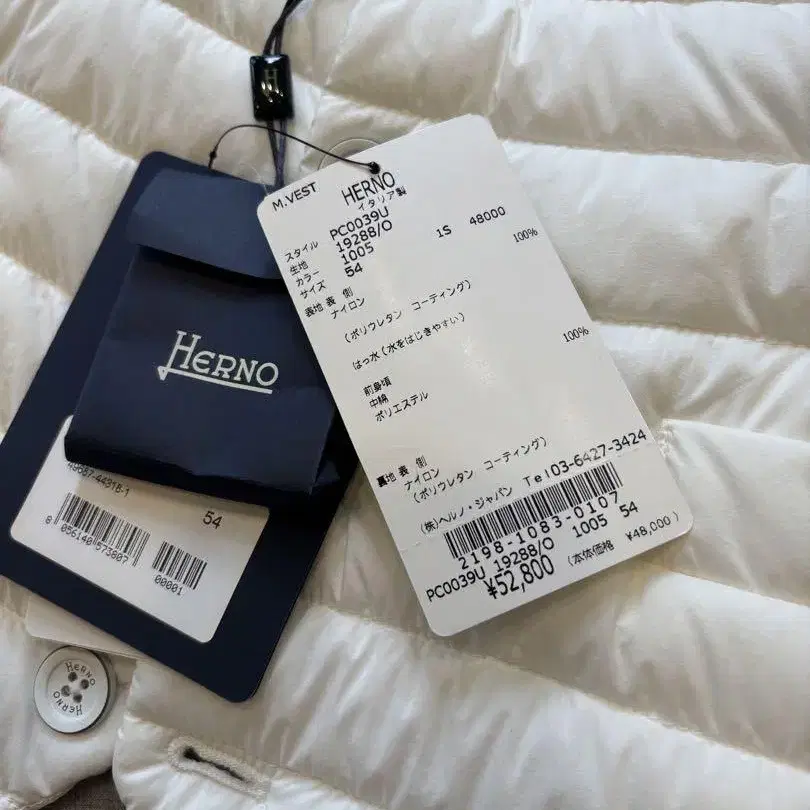 H
M.VEST
HERNO
イタリア製
スタイル PC0039U
生地 19288/O 1S 48000
カラー 1005
サイズ 54
表地 表 側
ナイロン 100%
(ポリウレタン コーティング)
はっ水(水をはじきやすい)
前身頃
中綿
ポリエステル 100%
裏地 表 側
ナイロン
(ポリウレタン コーティング)
(株)ヘルノ・ジャパン Tel03-6427-3424
2198-1083-0107
PC0039U 19288/O 1005 54
¥52,800 (本体価格 ¥48,000)
HERNO
54
8 056140 573807
00001
HERNO
HERNO